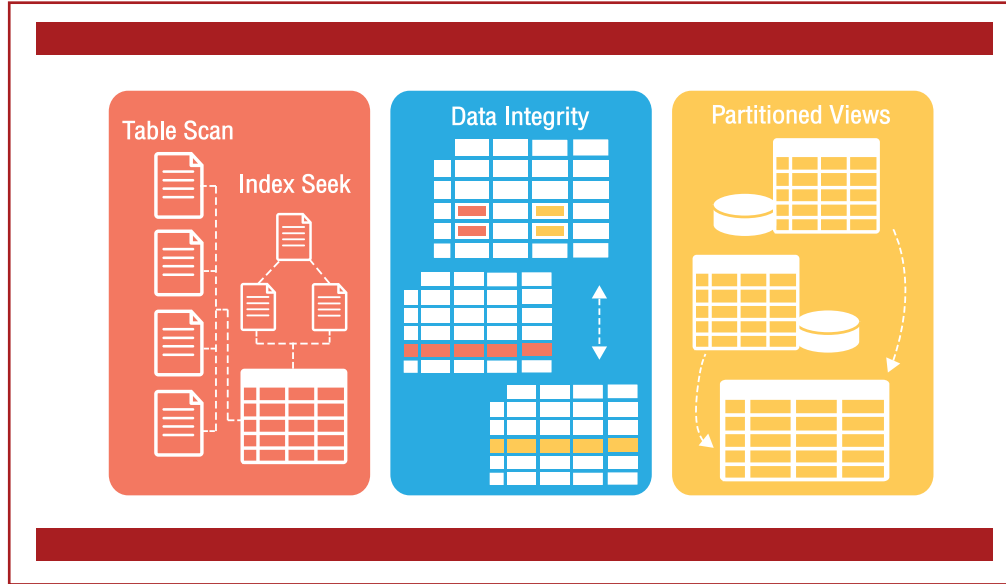 Table Scan
Index Seek
Data Integrity
Partitioned Views